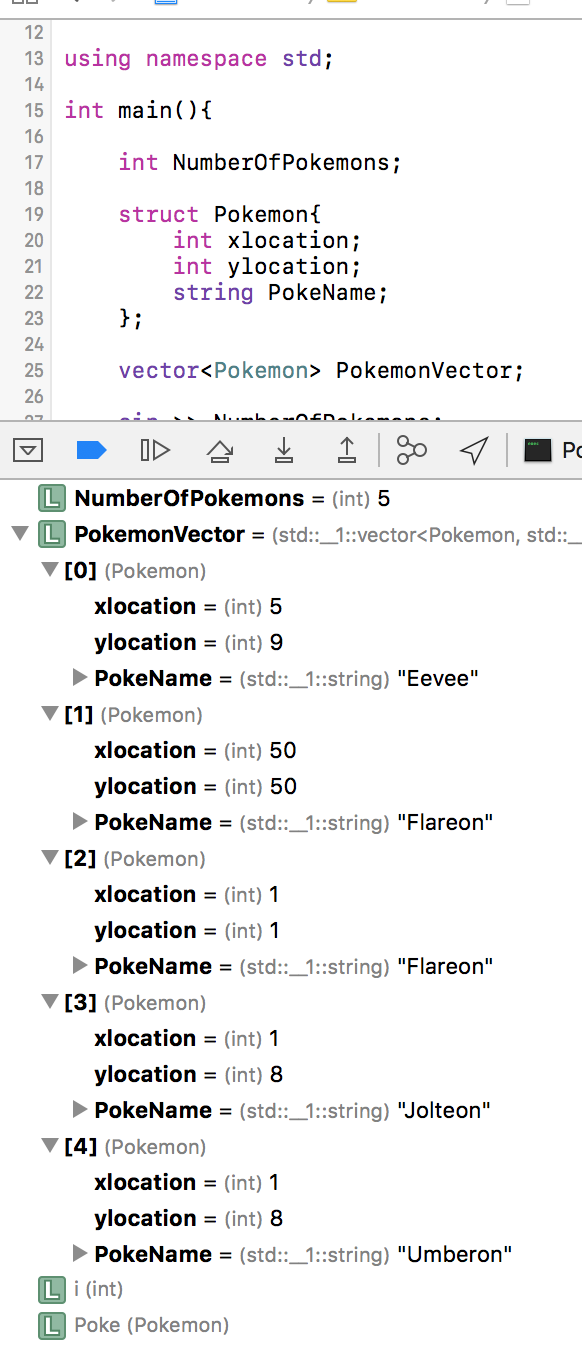 12
13 using namespace std;
14
15 int main(){
16
17 int NumberOfPokemons;
18
19 struct Pokemon{
20 int xlocation;
21 int ylocation;
22 string PokeName;
23 };
24
25 vector<Pokemon> PokemonVector;
26
27 cin >> NumberOfPokemons;
L NumberOfPokemons = (int) 5
L PokemonVector = (std::__1::vector<Pokemon, std::__
[0] (Pokemon)
xlocation = (int) 5
ylocation = (int) 9
PokeName = (std::__1::string) "Eevee"
[1] (Pokemon)
xlocation = (int) 50
ylocation = (int) 50
PokeName = (std::__1::string) "Flareon"
[2] (Pokemon)
xlocation = (int) 1
ylocation = (int) 1
PokeName = (std::__1::string) "Flareon"
[3] (Pokemon)
xlocation = (int) 1
ylocation = (int) 8
PokeName = (std::__1::string) "Jolteon"
[4] (Pokemon)
xlocation = (int) 1
ylocation = (int) 8
PokeName = (std::__1::string) "Umberon"
L i (int)
L Poke (Pokemon)